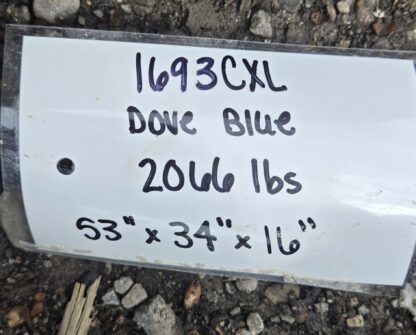 1693CXL
Dove Blue
2066 lbs
53" x 34" x 16"